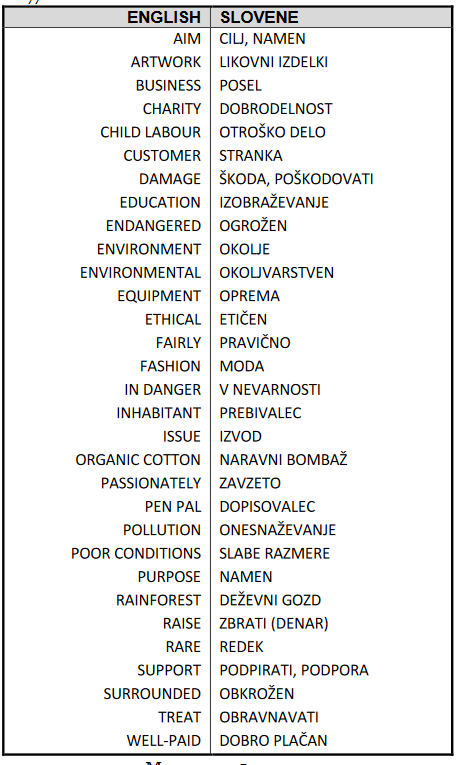 ENGLISH SLOVENE
AIM CILJ, NAMEN
ARTWORK LIKOVNI IZDELKI
BUSINESS POSEL
CHARITY DOBRODELNOST
CHILD LABOUR OTROŠKO DELO
CUSTOMER STRANKA
DAMAGE ŠKODA, POŠKODOVATI
EDUCATION IZOBRAŽEVANJE
ENDANGERED OGROŽEN
ENVIRONMENT OKOLJE
ENVIRONMENTAL OKOLJVARSTVEN
EQUIPMENT OPREMA
ETHICAL ETIČEN
FAIRLY PRAVIČNO
FASHION MODA
IN DANGER V NEVARNOSTI
INHABITANT PREBIVALEC
ISSUE IZVOD
ORGANIC COTTON NARAVNI BOMBAŽ
PASSIONATELY ZAVZETO
PEN PAL DOPISOVALEC
POLLUTION ONESNAŽEVANJE
POOR CONDITIONS SLABE RAZMERE
PURPOSE NAMEN
RAINFOREST DEŽEVNI GOZD
RAISE ZBRATI (DENAR)
RARE REDEK
SUPPORT PODPIRATI, PODPORA
SURROUNDED OBKROŽEN
TREAT OBRAVNAVATI
WELL-PAID DOBRO PLAČAN